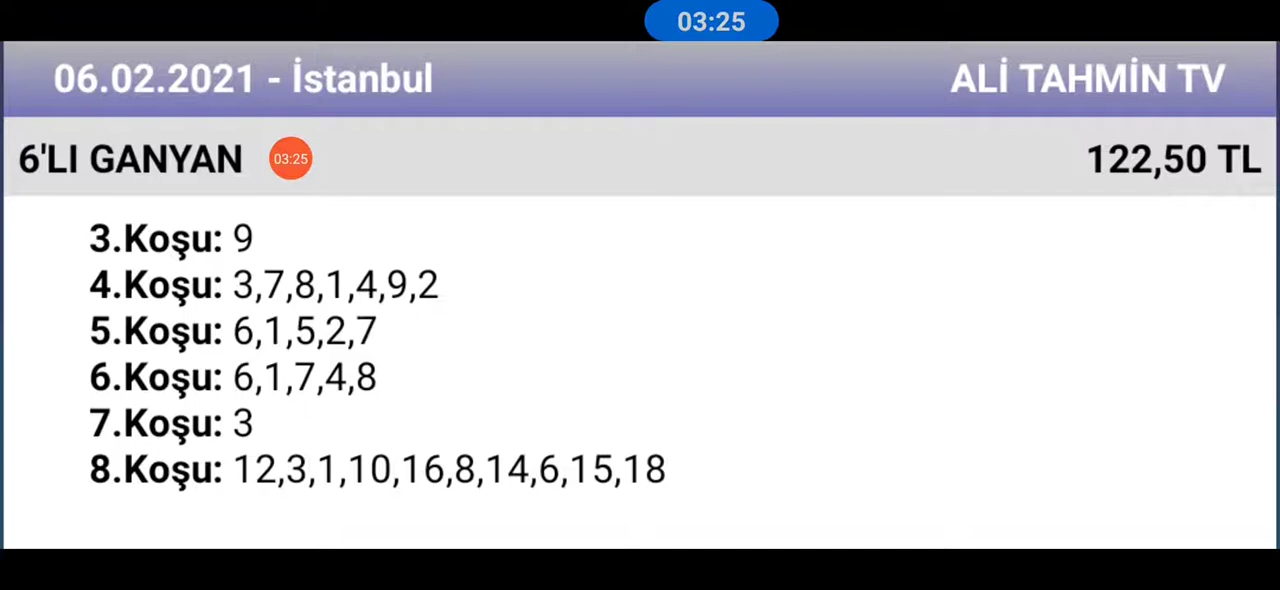 03:25
06.02.2021 - İstanbul ALİ TAHMİN TV
6'LI GANYAN 03:25 122,50 TL
3.Koşu: 9
4.Koşu: 3,7,8,1,4,9,2
5.Koşu: 6,1,5,2,7
6.Koşu: 6,1,7,4,8
7.Koşu: 3
8.Koşu: 12,3,1,10,16,8,14,6,15,18